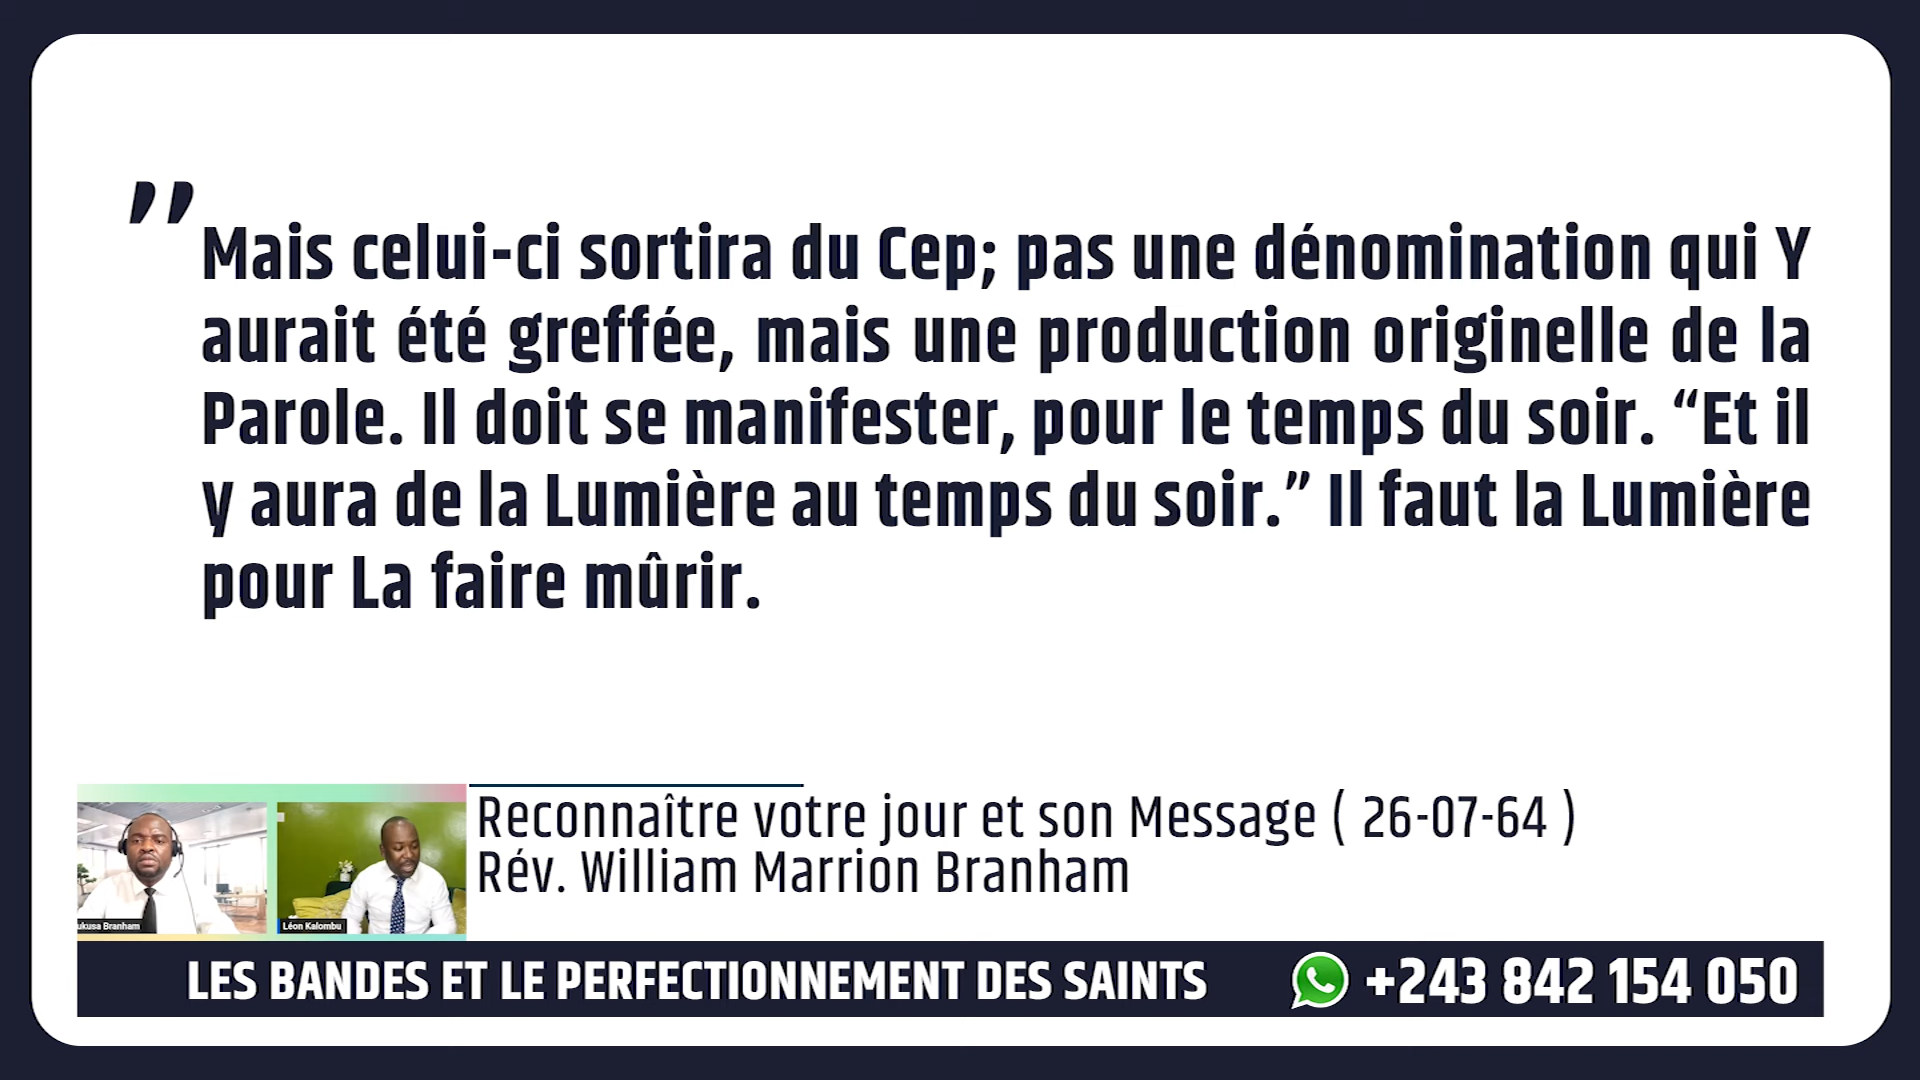 ”
Mais celui-ci sortira du Cep; pas une dénomination qui Y
aurait été greffée, mais une production originelle de la
Parole. Il doit se manifester, pour le temps du soir. “Et il
y aura de la Lumière au temps du soir.” Il faut la Lumière
pour La faire mûrir.
Reconnaître votre jour et son Message ( 26-07-64 )
Rév. William Marrion Branham
ukusa Branham
Léon Kalombu
LES BANDES ET LE PERFECTIONNEMENT DES SAINTS
+243 842 154 050